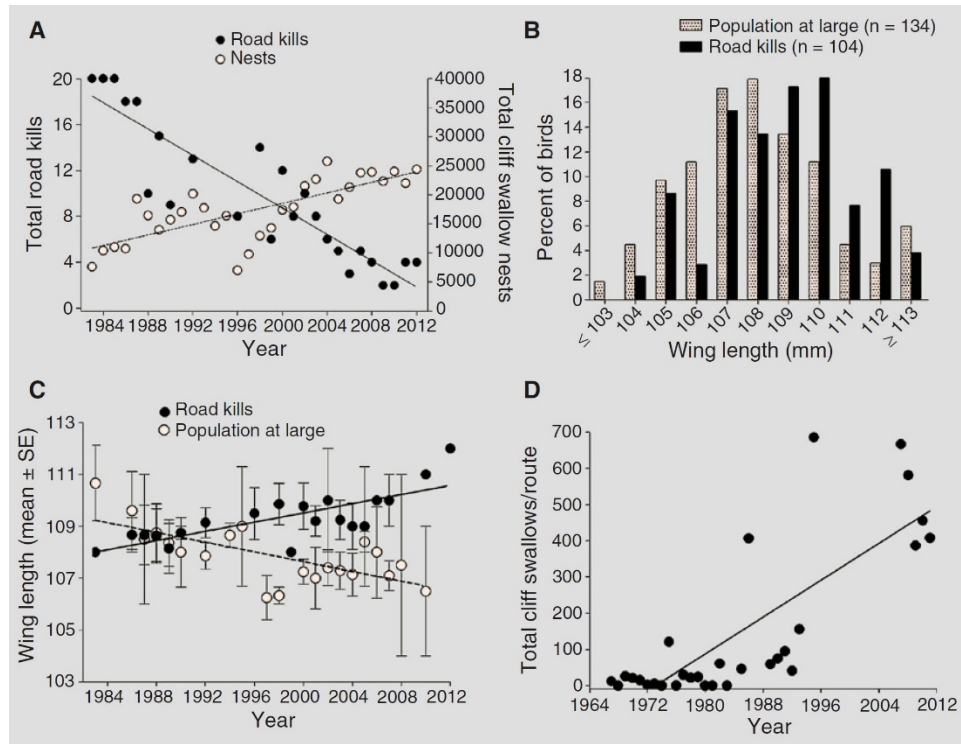 A
Road kills
Nests
Total road kills
20
16
12
8
4
0
Total cliff swallow nests
40000
35000
30000
25000
20000
15000
10000
5000
0
1984 1988 1992 1996 2000 2004 2008 2012
Year
B
Population at large (n = 134)
Road kills (n = 104)
Percent of birds
18
16
14
12
10
8
6
4
2
0
≤ 103 104 105 106 107 108 109 110 111 112 ≥ 113
Wing length (mm)
C
Road kills
Population at large
Wing length (mean ± SE)
113
111
109
107
105
103
1984 1988 1992 1996 2000 2004 2008 2012
Year
D
Total cliff swallows/route
700
600
500
400
300
200
100
0
1964 1972 1980 1988 1996 2004 2012
Year